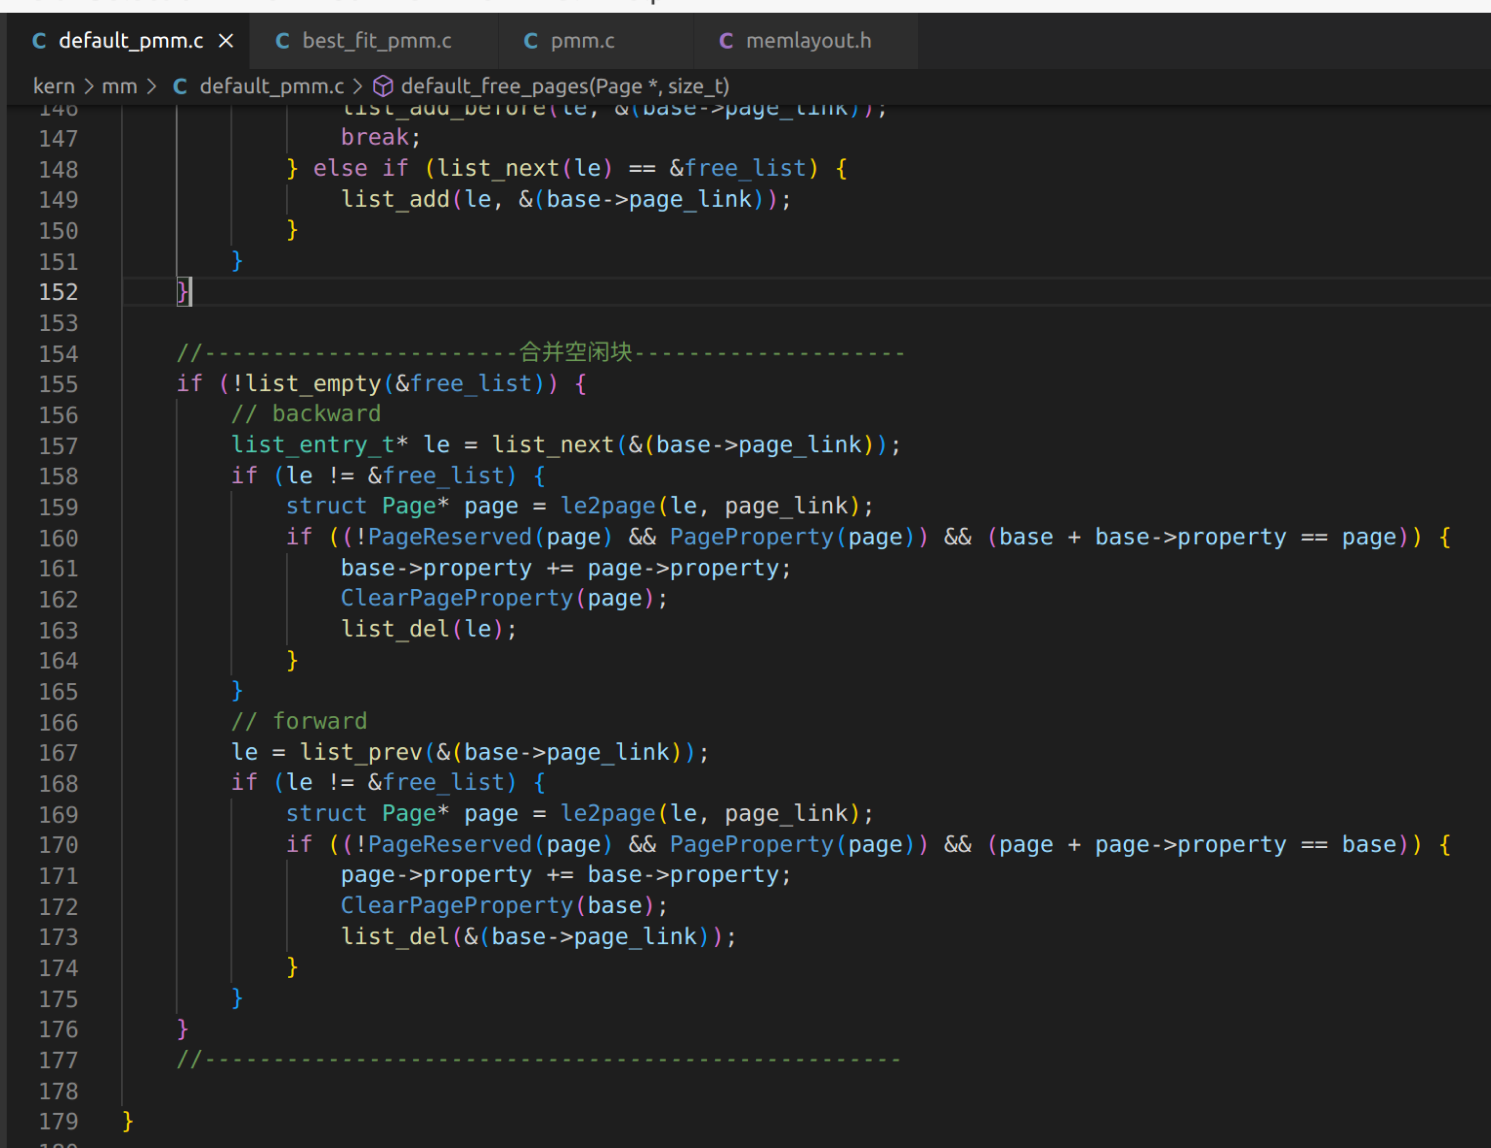 C default_pmm.c × C best_fit_pmm.c C pmm.c C memlayout.h
kern > mm > C default_pmm.c > default_free_pages(Page *, size_t)
146 list_add_before(le, &(base->page_link));
147 break;
148 } else if (list_next(le) == &free_list) {
149 list_add(le, &(base->page_link));
150 }
151 }
152 }
153
154 //-----------------------合并空闲块--------------------
155 if (!list_empty(&free_list)) {
156 // backward
157 list_entry_t* le = list_next(&(base->page_link));
158 if (le != &free_list) {
159 struct Page* page = le2page(le, page_link);
160 if ((!PageReserved(page) && PageProperty(page)) && (base + base->property == page)) {
161 base->property += page->property;
162 ClearPageProperty(page);
163 list_del(le);
164 }
165 }
166 // forward
167 le = list_prev(&(base->page_link));
168 if (le != &free_list) {
169 struct Page* page = le2page(le, page_link);
170 if ((!PageReserved(page) && PageProperty(page)) && (page + page->property == base)) {
171 page->property += base->property;
172 ClearPageProperty(base);
173 list_del(&(base->page_link));
174 }
175 }
176 }
177 //---------------------------------------------------
178
179 }